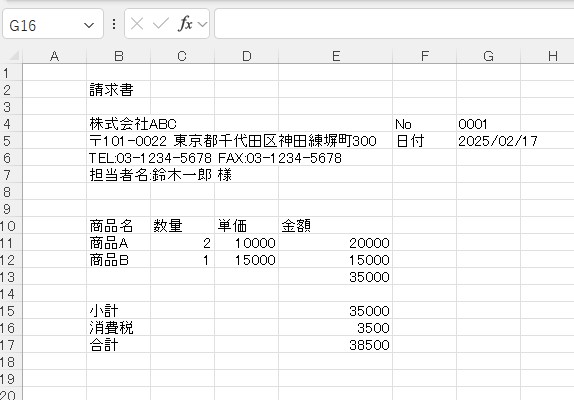 G16 fx
A B C D E F G H
1
2 請求書
3
4 株式会社ABC No 0001
5 〒101-0022 東京都千代田区神田練塀町300 日付 2025/02/17
6 TEL:03-1234-5678 FAX:03-1234-5678
7 担当者名:鈴木一郎 様
8
9
10 商品名 数量 単価 金額
11 商品A 2 10000 20000
12 商品B 1 15000 15000
13 35000
14
15 小計 35000
16 消費税 3500
17 合計 38500
18
19
20